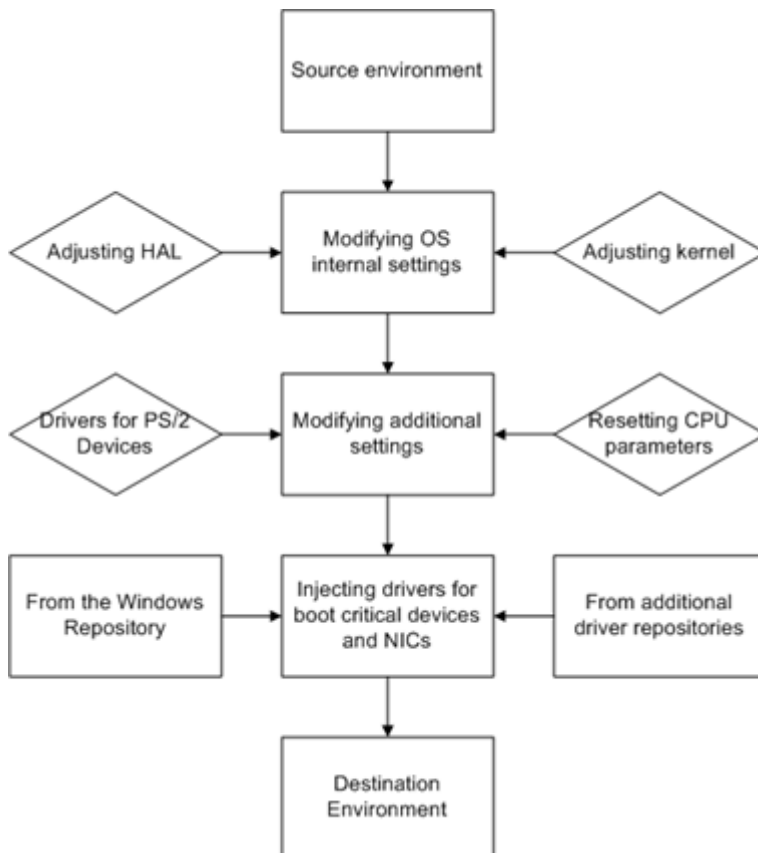 Source environment
Adjusting HAL
Modifying OS
internal settings
Adjusting kernel
Drivers for PS/2
Devices
Modifying additional
settings
Resetting CPU
parameters
From the Windows
Repository
Injecting drivers for
boot critical devices
and NICs
From additional
driver repositories
Destination
Environment